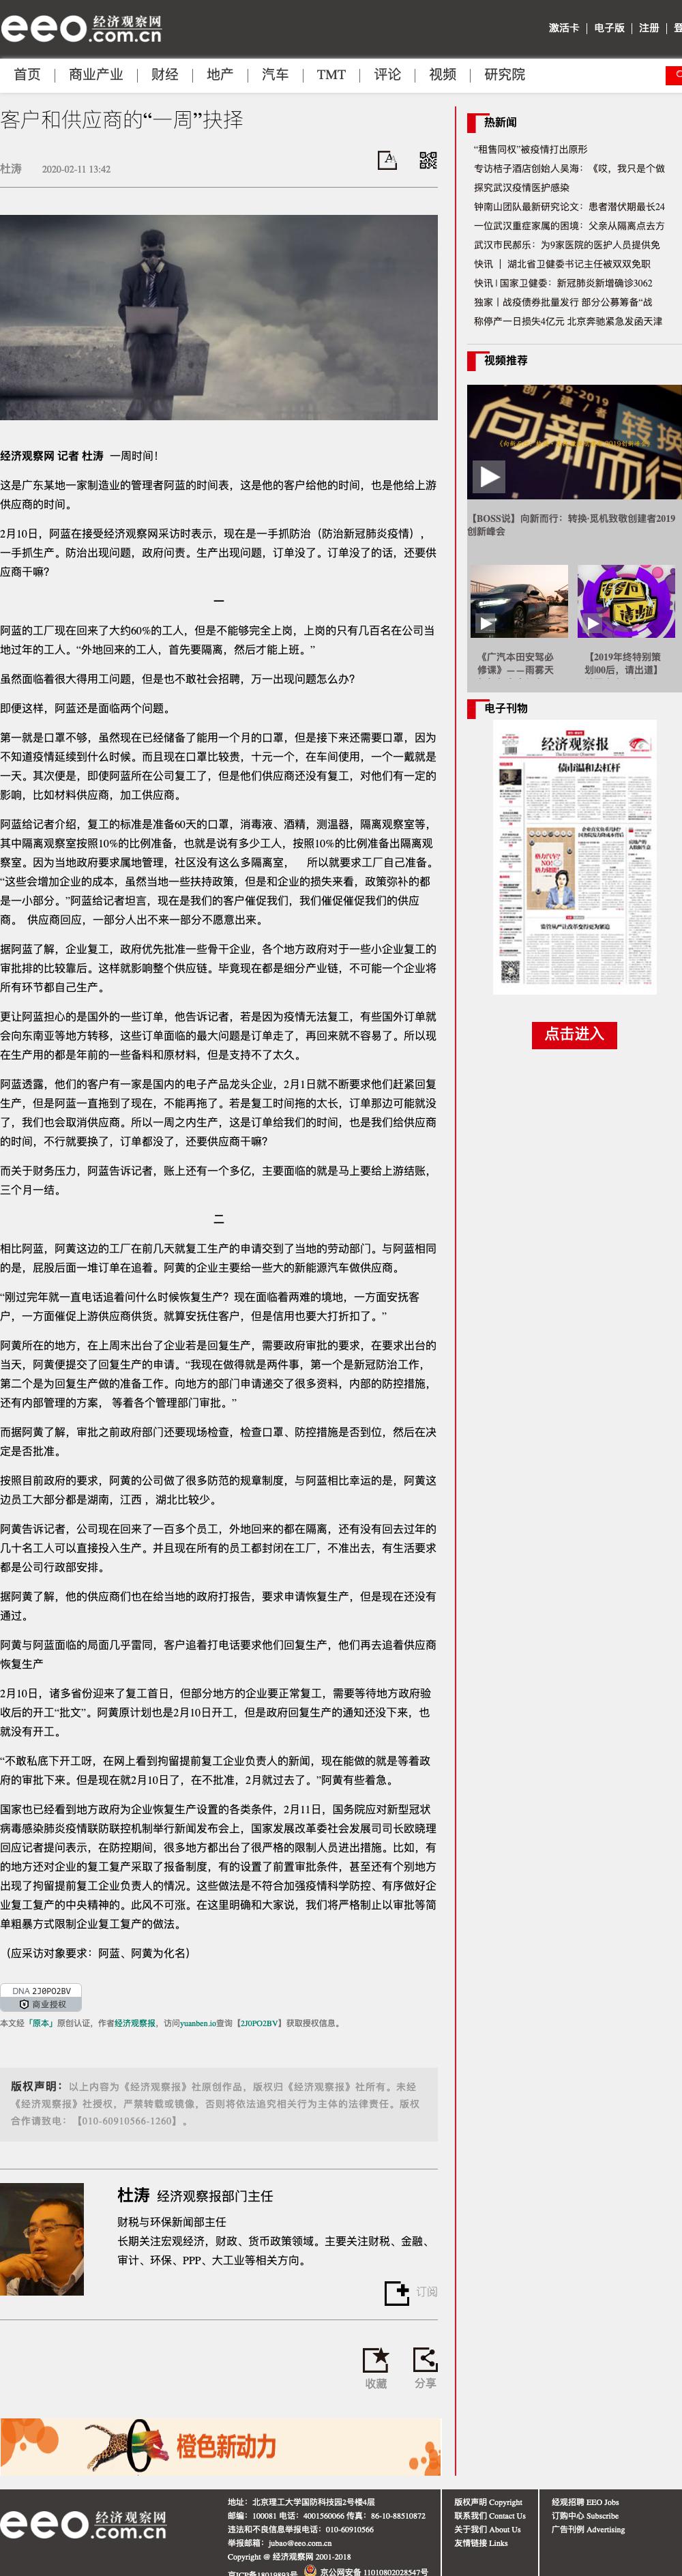 eeo 经济观察网
.com.cn
激活卡 | 电子版 | 注册 |
首页 | 商业产业 | 财经 | 地产 | 汽车 | TMT | 评论 | 视频 | 研究院
客户和供应商的“一周”抉择
杜涛 2020-02-11 13:42
经济观察网 记者 杜涛 一周时间！
这是广东某地一家制造业的管理者阿蓝的时间表，这是他的客户给他的时间，也是他给上游
供应商的时间。
2月10日，阿蓝在接受经济观察网采访时表示，现在是一手抓防治（防治新冠肺炎疫情），
一手抓生产。防治出现问题，政府问责。生产出现问题，订单没了。订单没了的话，还要供
应商干嘛？
一
阿蓝的工厂现在回来了大约60%的工人，但是不能够完全上岗，上岗的只有几百名在公司当
地过年的工人。“外地回来的工人，首先要隔离，然后才能上班。”
虽然面临着很大得用工问题，但是也不敢社会招聘，万一出现问题怎么办？
即便这样，阿蓝还是面临两个问题。
第一就是口罩不够，虽然现在已经储备了能用一个月的口罩，但是接下来还需要口罩，因为
不知道疫情延续到什么时候。而且现在口罩比较贵，十元一个，在车间使用，一个一戴就是
一天。其次便是，即使阿蓝所在公司复工了，但是他们供应商还没有复工，对他们有一定的
影响，比如材料供应商，加工供应商。
阿蓝给记者介绍，复工的标准是准备60天的口罩，消毒液、酒精，测温器，隔离观察室等，
其中隔离观察室按照10%的比例准备，也就是说有多少工人，按照10%的比例准备出隔离观
察室。因为当地政府要求属地管理，社区没有这么多隔离室， 所以就要求工厂自己准备。
“这些会增加企业的成本，虽然当地一些扶持政策，但是和企业的损失来看，政策弥补的都
是一小部分。”阿蓝给记者坦言，现在是我们的客户催促我们，我们催促催促我们的供应
商。 供应商回应，一部分人出不来一部分不愿意出来。
据阿蓝了解，企业复工，政府优先批准一些骨干企业，各个地方政府对于一些小企业复工的
审批排的比较靠后。这样就影响整个供应链。毕竟现在都是细分产业链，不可能一个企业将
所有环节都自己生产。
更让阿蓝担心的是国外的一些订单，他告诉记者，若是因为疫情无法复工，有些国外订单就
会向东南亚等地方转移，这些订单面临的最大问题是订单走了，再回来就不容易了。所以现
在生产用的都是年前的一些备料和原材料，但是支持不了太久。
阿蓝透露，他们的客户有一家是国内的电子产品龙头企业，2月1日就不断要求他们赶紧回复
生产，但是阿蓝一直拖到了现在，不能再拖了。若是复工时间拖的太长，订单那边可能就没
了，我们也会取消供应商。所以一周之内生产，这是订单给我们的时间，也是我们给供应商
的时间，不行就要换了，订单都没了，还要供应商干嘛？
而关于财务压力，阿蓝告诉记者，账上还有一个多亿，主要面临的就是马上要给上游结账，
三个月一结。
二
相比阿蓝，阿黄这边的工厂在前几天就复工生产的申请交到了当地的劳动部门。与阿蓝相同
的是，屁股后面一堆订单在追着。阿黄的企业主要给一些大的新能源汽车做供应商。
“刚过完年就一直电话追着问什么时候恢复生产？现在面临着两难的境地，一方面安抚客
户，一方面催促上游供应商供货。就算安抚住客户，但是信用也要大打折扣了。”
阿黄所在的地方，在上周末出台了企业若是回复生产，需要政府审批的要求，在要求出台的
当天，阿黄便提交了回复生产的申请。“我现在做得就是两件事，第一个是新冠防治工作，
第二个是为回复生产做的准备工作。向地方的部门申请递交了很多资料，内部的防控措施，
还有内部管理的方案， 等着各个管理部门审批。”
而据阿黄了解，审批之前政府部门还要现场检查，检查口罩、防控措施是否到位，然后在决
定是否批准。
按照目前政府的要求，阿黄的公司做了很多防范的规章制度，与阿蓝相比幸运的是，阿黄这
边员工大部分都是湖南，江西 ，湖北比较少。
阿黄告诉记者，公司现在回来了一百多个员工，外地回来的都在隔离，还有没有回去过年的
几十名工人可以直接投入生产。并且现在所有的员工都封闭在工厂，不准出去，有生活要求
都是公司行政部安排。
据阿黄了解，他的供应商们也在给当地的政府打报告，要求申请恢复生产，但是现在还没有
通过。
阿黄与阿蓝面临的局面几乎雷同，客户追着打电话要求他们回复生产，他们再去追着供应商
恢复生产
2月10日，诸多省份迎来了复工首日，但部分地方的企业要正常复工，需要等待地方政府验
收后的开工“批文”。阿黄原计划也是2月10日开工，但是政府回复生产的通知还没下来，也
就没有开工。
“不敢私底下开工呀，在网上看到拘留提前复工企业负责人的新闻，现在能做的就是等着政
府的审批下来。但是现在就2月10日了，在不批准，2月就过去了。”阿黄有些着急。
国家也已经看到地方政府为企业恢复生产设置的各类条件，2月11日，国务院应对新型冠状
病毒感染肺炎疫情联防联控机制举行新闻发布会上，国家发展改革委社会发展司司长欧晓理
回应记者提问表示，在防控期间，很多地方都出台了很严格的限制人员进出措施。比如，有
的地方还对企业的复工复产采取了报备制度，有的设置了前置审批条件，甚至还有个别地方
出现了拘留提前复工企业负责人的情况。这些做法是不符合加强疫情科学防控、有序做好企
业复工复产的中央精神的。此风不可涨。在这里明确和大家说，我们将严格制止以审批等简
单粗暴方式限制企业复工复产的做法。
（应采访对象要求：阿蓝、阿黄为化名）
DNA 2J0PO2BV
商业授权
本文经「原本」原创认证，作者经济观察报，访问yuanben.io查询【2J0PO2BV】获取授权信息。
版权声明：以上内容为《经济观察报》社原创作品，版权归《经济观察报》社所有。未经
《经济观察报》社授权，严禁转载或镜像，否则将依法追究相关行为主体的法律责任。版权
合作请致电：【010-60910566-1260】。
杜涛 经济观察报部门主任
财税与环保新闻部主任
长期关注宏观经济，财政、货币政策领域。主要关注财税、金融、
审计、环保、PPP、大工业等相关方向。
订阅
收藏 分享
橙色新动力
热新闻
“租售同权”被疫情打出原形
专访桔子酒店创始人吴海：《哎，我只是个做
探究武汉疫情医护感染
钟南山团队最新研究论文：患者潜伏期最长24
一位武汉重症家属的困境：父亲从隔离点去方
武汉市民郝乐：为9家医院的医护人员提供免
快讯 ｜ 湖北省卫健委书记主任被双双免职
快讯 | 国家卫健委：新冠肺炎新增确诊3062
独家｜战疫债券批量发行 部分公募筹备“战
称停产一日损失4亿元 北京奔驰紧急发函天津
视频推荐
【BOSS说】向新而行：转换·觅机致敬创建者2019
创新峰会
《广汽本田安驾必
修课》——雨雾天
【2019年终特别策
划|00后，请出道】
电子刊物
经济观察报
债市温和去杠杆
点击进入
eeo 经济观察网
.com.cn
地址：北京理工大学国防科技园2号楼4层
邮编：100081 电话：4001560066 传真：86-10-88510872
违法和不良信息举报电话：010-60910566
举报邮箱：jubao@eeo.com.cn
Copyright @ 经济观察网 2001-2018
京ICP备18019893号 京公网安备 11010802028547号
版权声明 Copyright
联系我们 Contact Us
关于我们 About Us
友情链接 Links
经观招聘 EEO Jobs
订购中心 Subscribe
广告刊例 Advertising